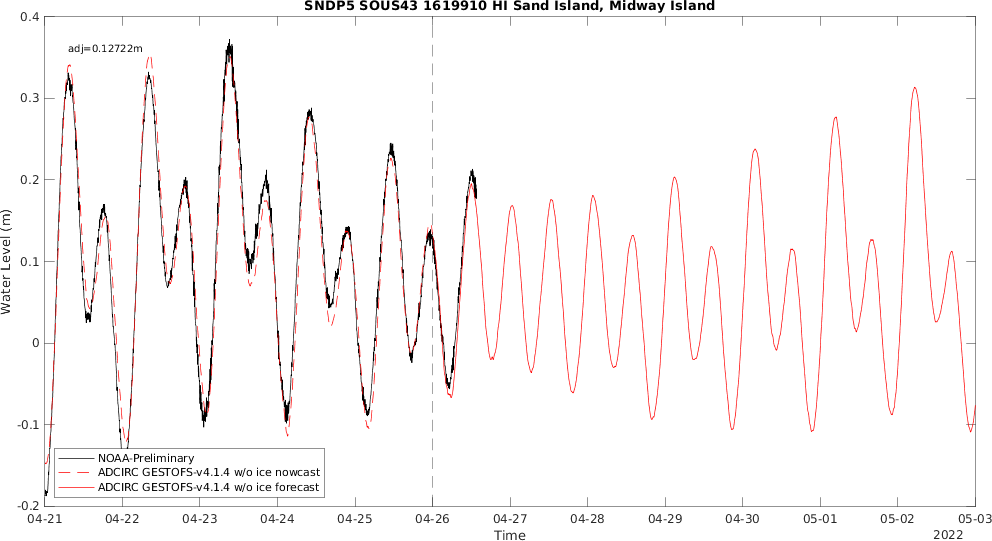 SNDP5 SOUS43 1619910 HI Sand Island, Midway Island
adj=0.12722m
0.4
0.3
0.2
0.1
0
-0.1
-0.2
Water Level (m)
NOAA-Preliminary
ADCIRC GESTOFS-v4.1.4 w/o ice nowcast
ADCIRC GESTOFS-v4.1.4 w/o ice forecast
04-21 04-22 04-23 04-24 04-25 04-26 04-27 04-28 04-29 04-30 05-01 05-02 05-03
Time
2022